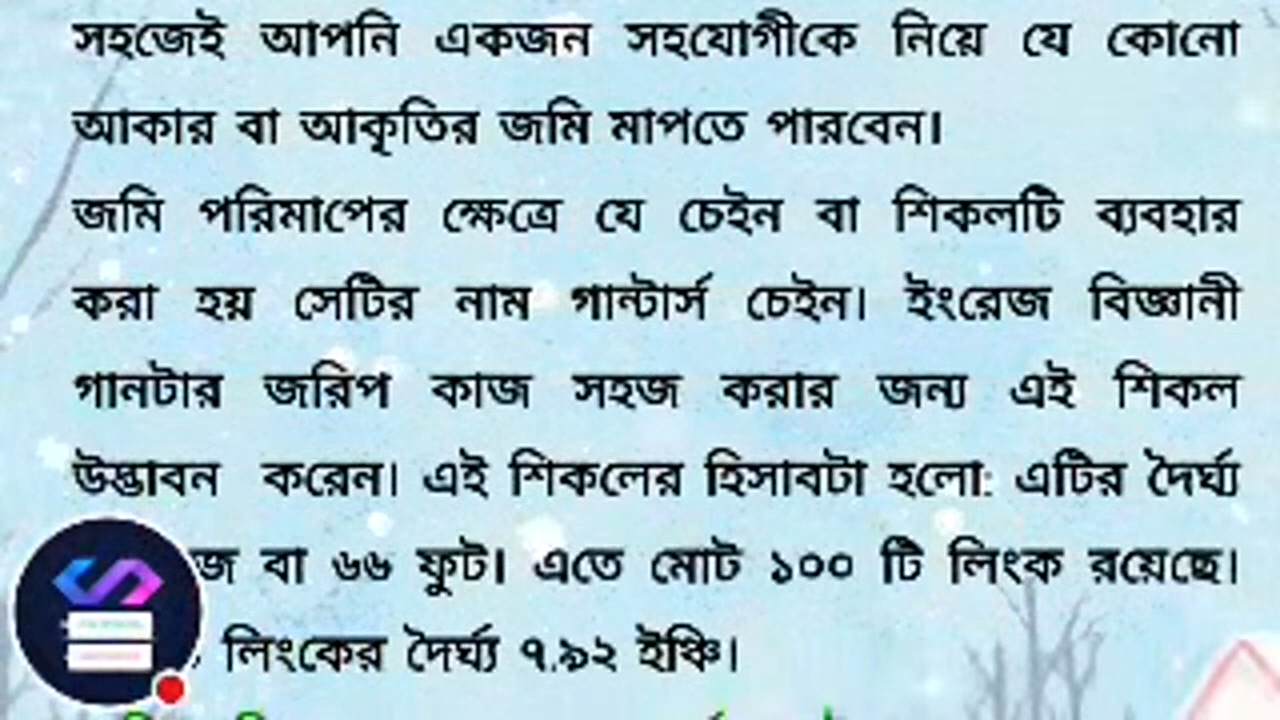 সহজেই আপনি একজন সহযোগীকে নিয়ে যে কোনো
আকার বা আকৃতির জমি মাপতে পারবেন।
জমি পরিমাপের ক্ষেত্রে যে চেইন বা শিকলটি ব্যবহার
করা হয় সেটির নাম গান্টার্স চেইন। ইংরেজ বিজ্ঞানী
গানটার জরিপ কাজ সহজ করার জন্য এই শিকল
উদ্ভাবন করেন। এই শিকলের হিসাবটা হলো: এটির দৈর্ঘ্য
বা ৬৬ ফুট। এতে মোট ১০০ টি লিংক রয়েছে।
লিংকের দৈর্ঘ্য ৭.৯২ ইঞ্চি।